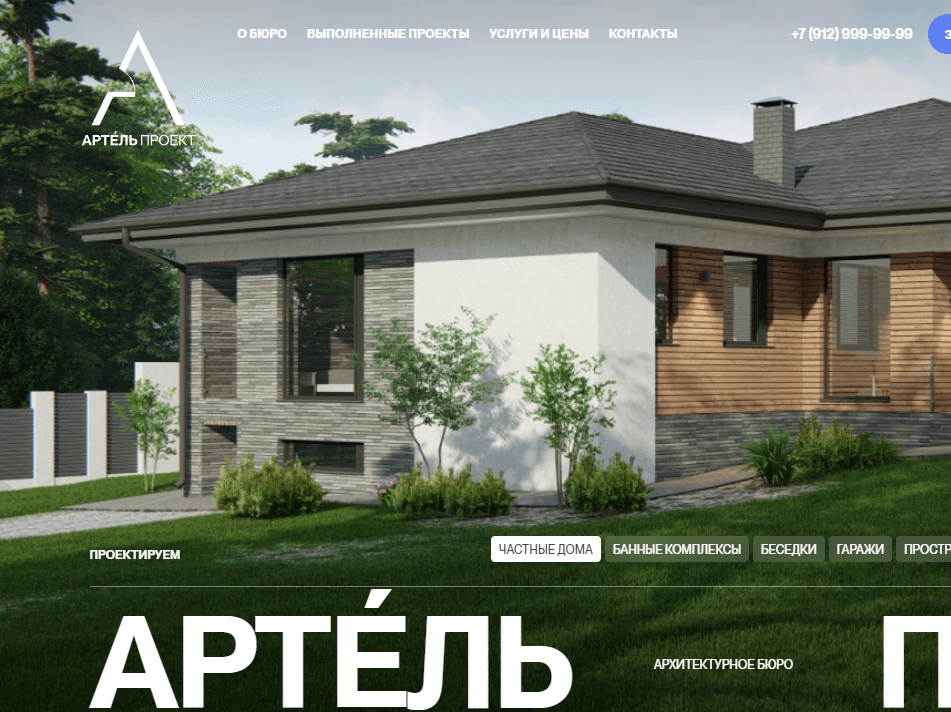 О БЮРО ВЫПОЛНЕННЫЕ ПРОЕКТЫ УСЛУГИ И ЦЕНЫ КОНТАКТЫ +7 (912) 999-99-99
АРТЕ́ЛЬ ПРОЕКТ
ПРОЕКТИРУЕМ ЧАСТНЫЕ ДОМА БАННЫЕ КОМПЛЕКСЫ БЕСЕДКИ ГАРАЖИ ПРОСТР
АРТЕ́ЛЬ АРХИТЕКТУРНОЕ БЮРО П